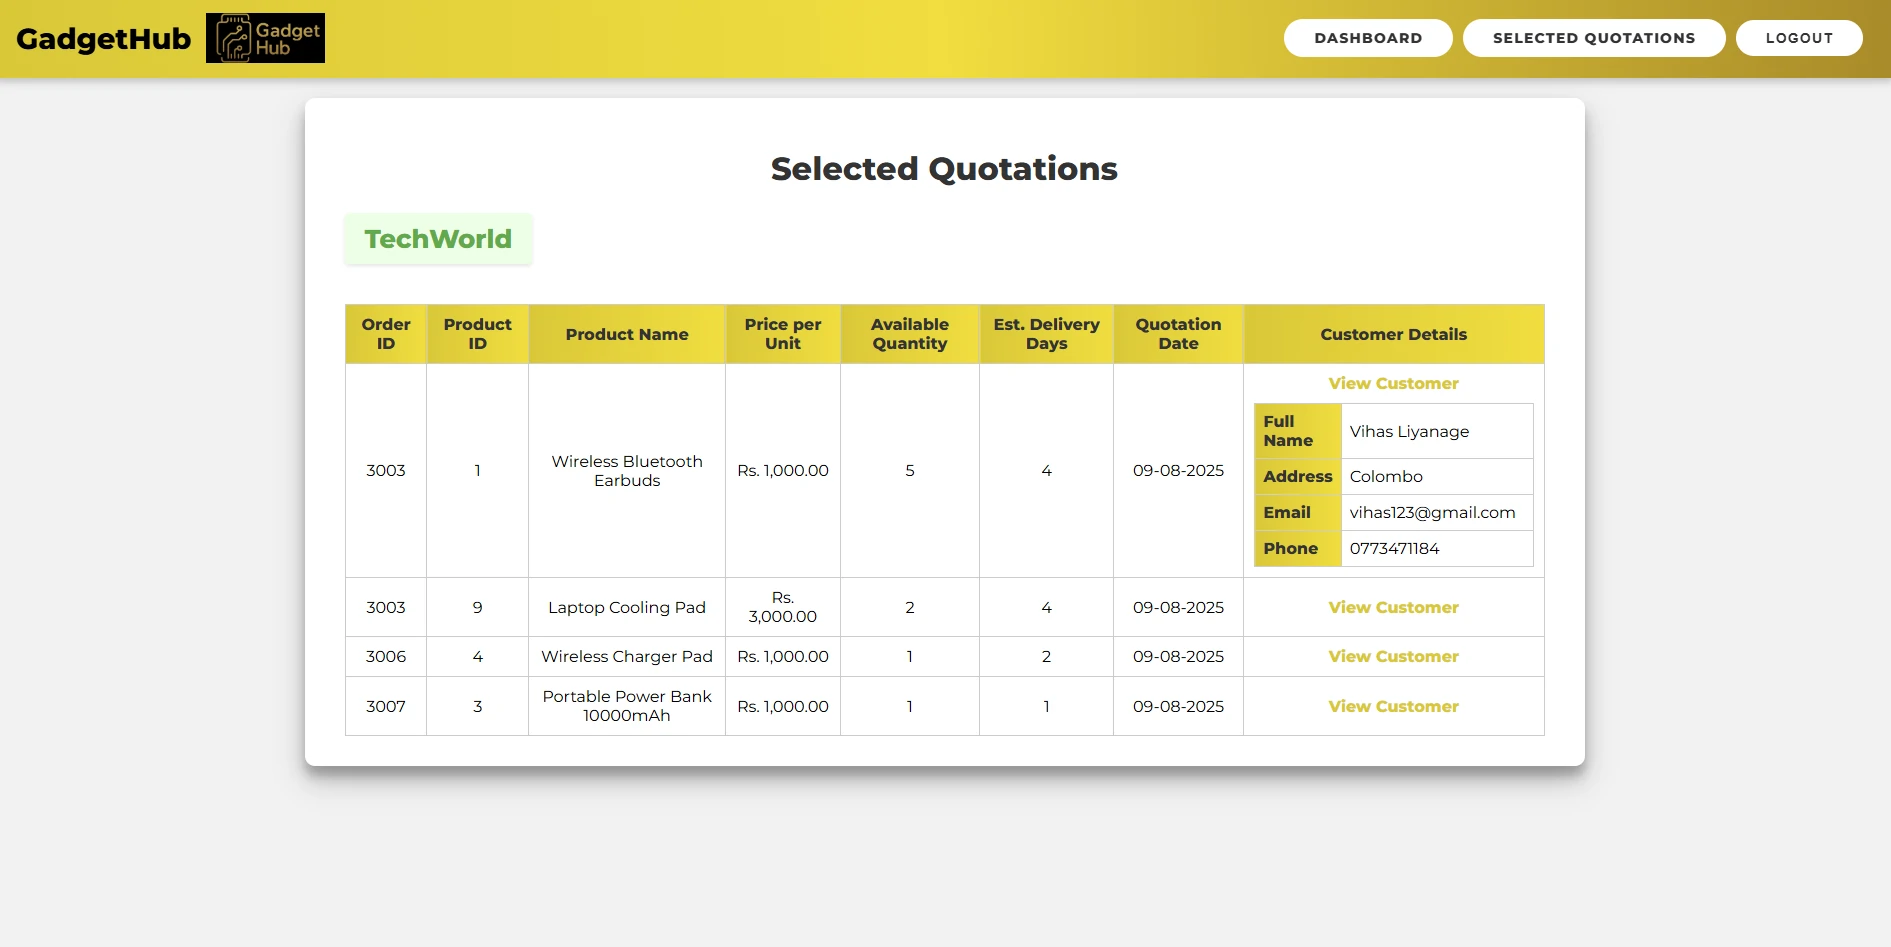 GadgetHub
Gadget
Hub
DASHBOARD
SELECTED QUOTATIONS
LOGOUT
Selected Quotations
TechWorld
Order ID Product ID Product Name Price per Unit Available Quantity Est. Delivery Days Quotation Date Customer Details
3003 1 Wireless Bluetooth Earbuds Rs. 1,000.00 5 4 09-08-2025 View Customer
Full Name Vihas Liyanage
Address Colombo
Email vihas123@gmail.com
Phone 0773471184
3003 9 Laptop Cooling Pad Rs. 3,000.00 2 4 09-08-2025 View Customer
3006 4 Wireless Charger Pad Rs. 1,000.00 1 2 09-08-2025 View Customer
3007 3 Portable Power Bank 10000mAh Rs. 1,000.00 1 1 09-08-2025 View Customer